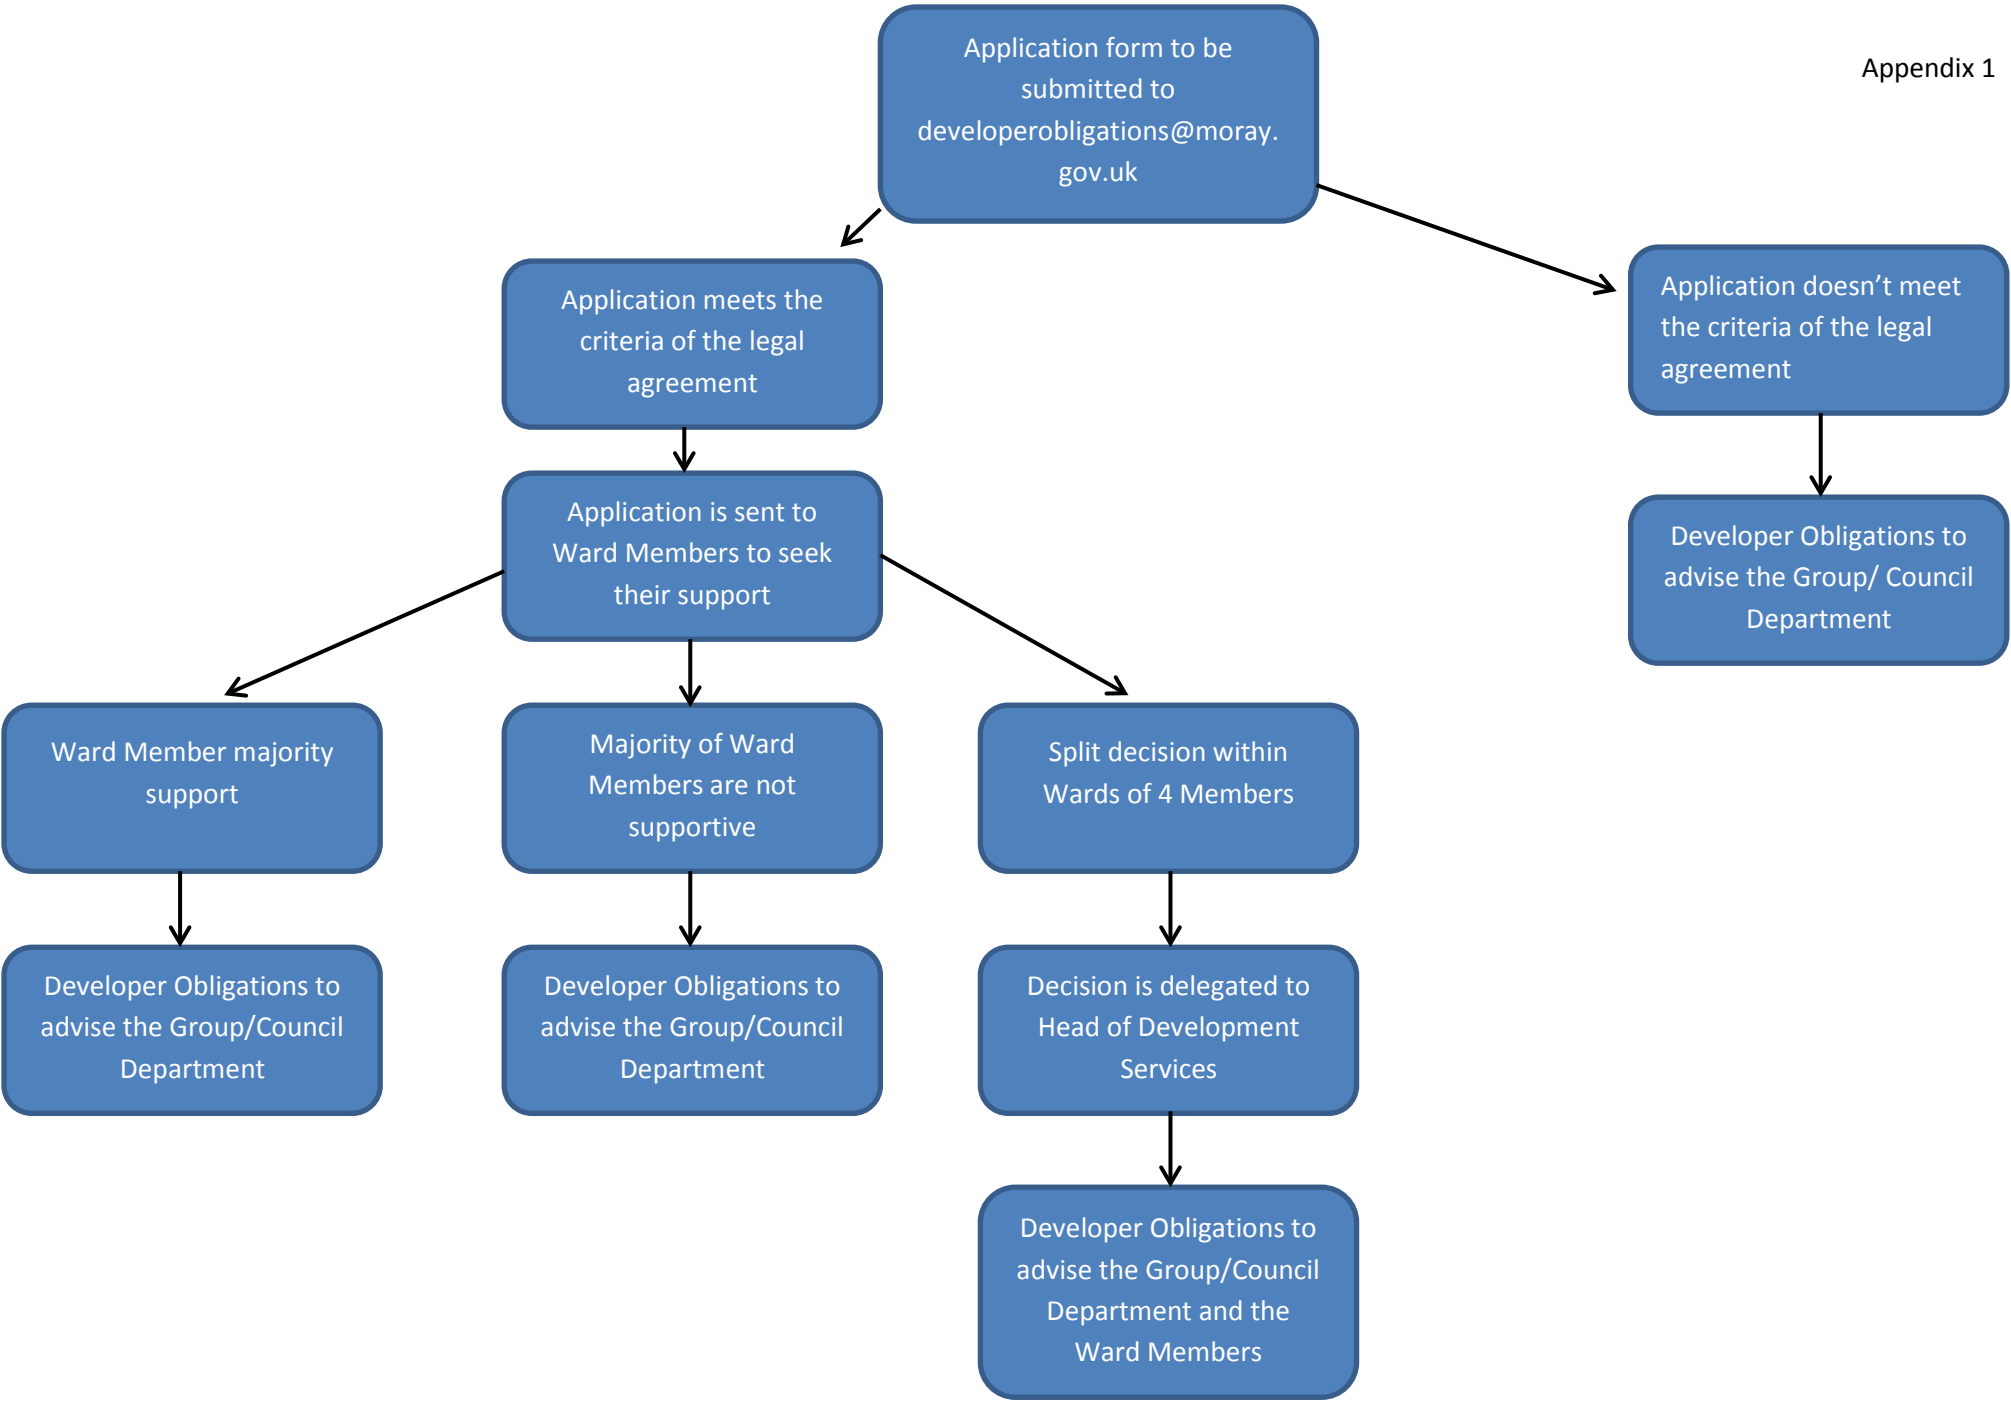 Appendix 1
Application form to be
submitted to
developerobligations@moray.
gov.uk
Application meets the
criteria of the legal
agreement
Application doesn’t meet
the criteria of the legal
agreement
Application is sent to
Ward Members to seek
their support
Developer Obligations to
advise the Group/ Council
Department
Ward Member majority
support
Majority of Ward
Members are not
supportive
Split decision within
Wards of 4 Members
Developer Obligations to
advise the Group/Council
Department
Developer Obligations to
advise the Group/Council
Department
Decision is delegated to
Head of Development
Services
Developer Obligations to
advise the Group/Council
Department and the
Ward Members